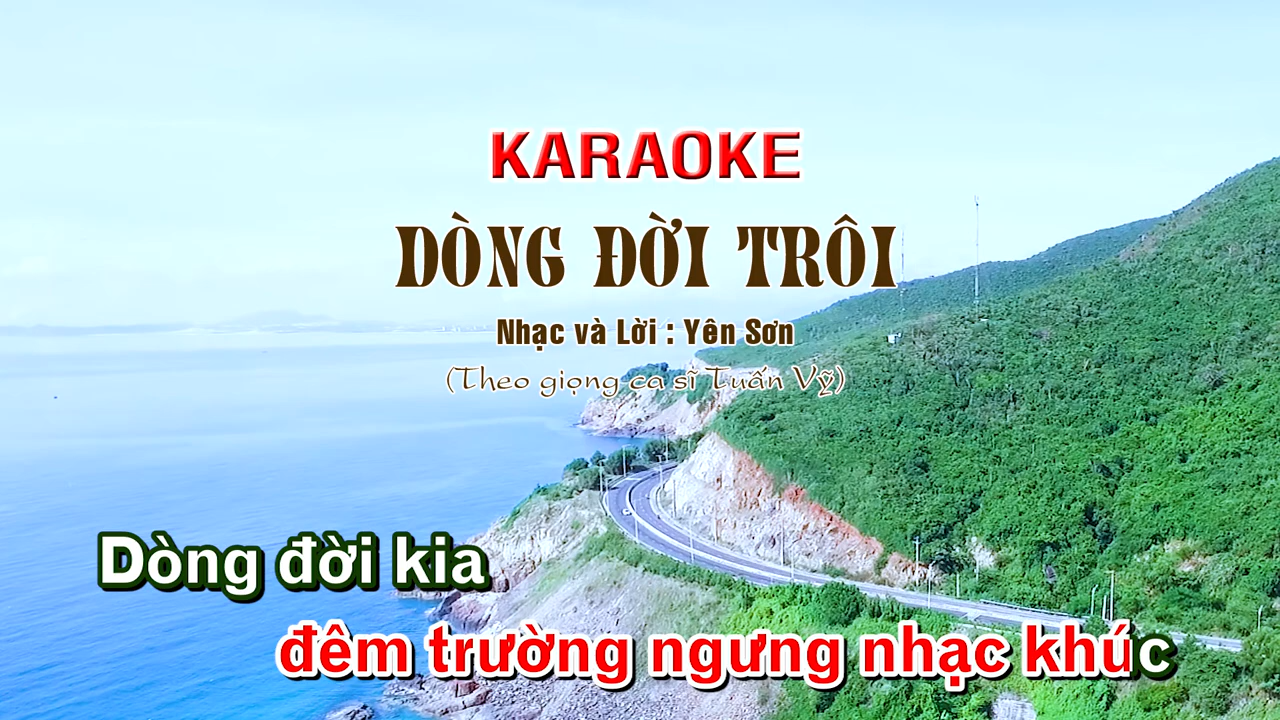 KARAOKE
DÒNG ĐỜI TRÔI
Nhạc và Lời : Yên Sơn
(Theo giọng ca sĩ Tuấn Vỹ)
Dòng đời kia
đêm trường ngưng nhạc khúc